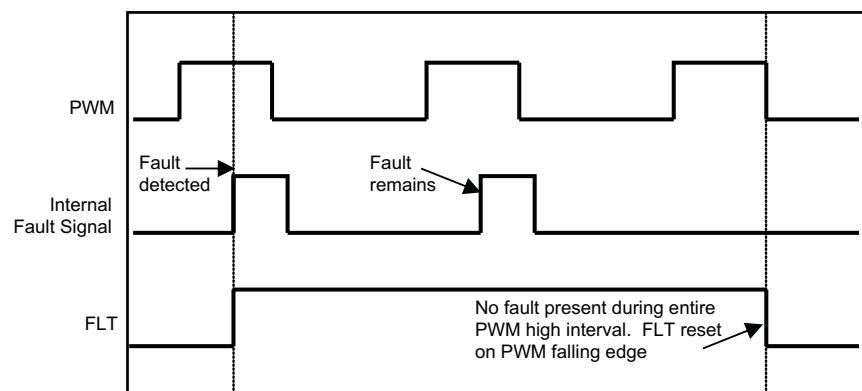 PWM
Fault
detected
Fault
remains
Internal
Fault Signal
FLT
No fault present during entire
PWM high interval.  FLT reset
on PWM falling edge